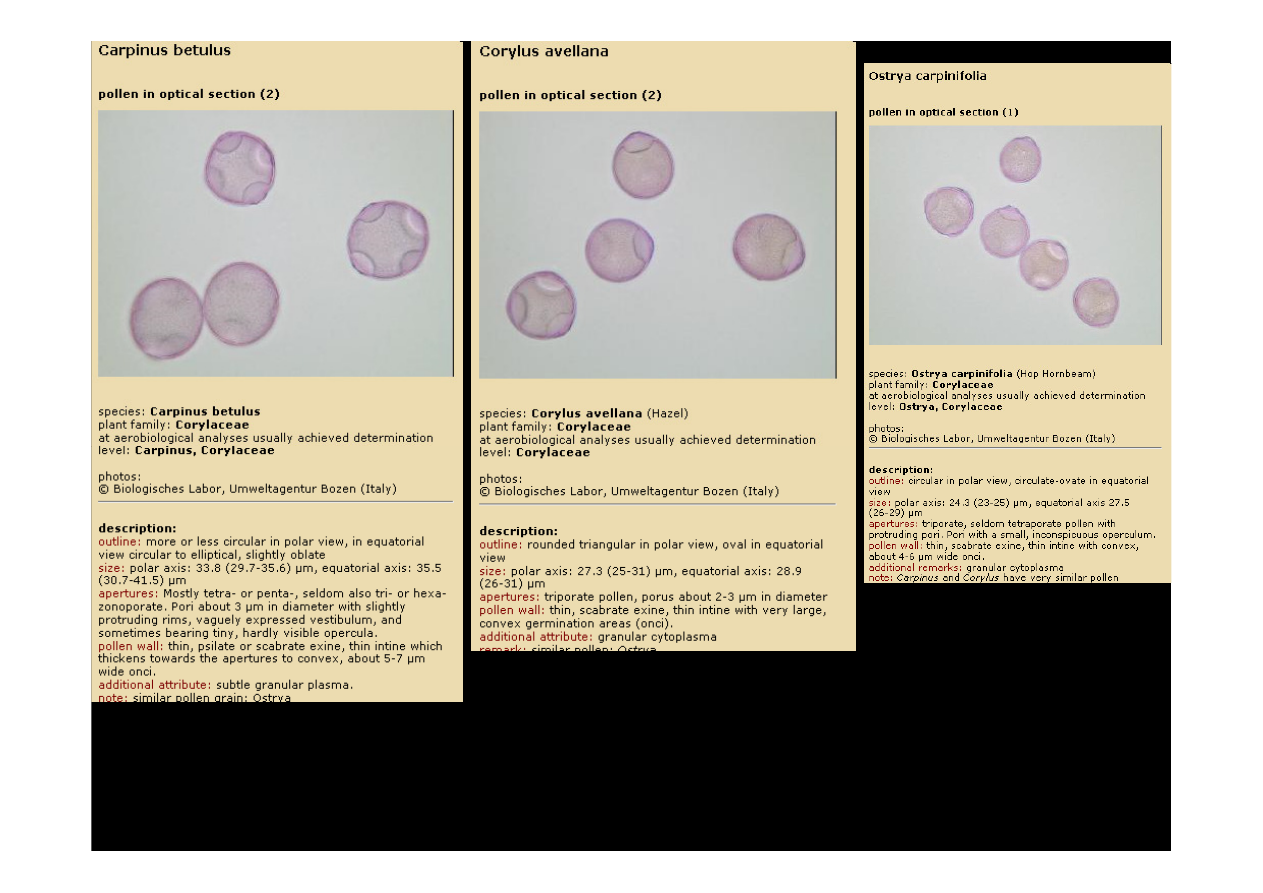 Carpinus betulus
pollen in optical section (2)
species: Carpinus betulus
plant family: Corylaceae
at aerobiological analyses usually achieved determination
level: Carpinus, Corylaceae
photos:
© Biologisches Labor, Umweltagentur Bozen (Italy)
description:
outline: more or less circular in polar view, in equatorial
view circular to elliptical, slightly oblate
size: polar axis: 33.8 (29.7-35.6) µm, equatorial axis: 35.5
(30.7-41.5) µm
apertures: Mostly tetra- or penta-, seldom also tri- or hexa-
zonoporate. Pori about 3 µm in diameter with slightly
protruding rims, vaguely expressed vestibulum, and
sometimes bearing tiny, hardly visible opercula.
pollen wall: thin, psilate or scabrate exine, thin intine which
thickens towards the apertures to convex, about 5-7 µm
wide onci.
additional attribute: subtle granular plasma.
note: similar pollen grain: Ostrya
Corylus avellana
pollen in optical section (2)
species: Corylus avellana (Hazel)
plant family: Corylaceae
at aerobiological analyses usually achieved determination
level: Corylaceae
photos:
© Biologisches Labor, Umweltagentur Bozen (Italy)
description:
outline: rounded triangular in polar view, oval in equatorial
view
size: polar axis: 27.3 (25-31) µm, equatorial axis: 28.9
(26-31) µm
apertures: triporate pollen, porus about 2-3 µm in diameter
pollen wall: thin, scabrate exine, thin intine with very large,
convex germination areas (onci).
additional attribute: granular cytoplasma
remark: similar pollen: Ostrya
Ostrya carpinifolia
pollen in optical section (1)
species: Ostrya carpinifolia (Hop Hornbeam)
plant family: Corylaceae
at aerobiological analyses usually achieved determination
level: Ostrya, Corylaceae
photos:
© Biologisches Labor, Umweltagentur Bozen (Italy)
description:
outline: circular in polar view, circulate-ovate in equatorial
view
size: polar axis: 24.3 (23-25) µm, equatorial axis 27.5
(26-29) µm
apertures: triporate, seldom tetraporate pollen with
protruding pori. Pori with a small, inconspicuous operculum.
pollen wall: thin, scabrate exine, thin intine with convex,
about 4-6 µm wide onci.
additional remarks: granular cytoplasma
note: Carpinus and Corylus have very similar pollen